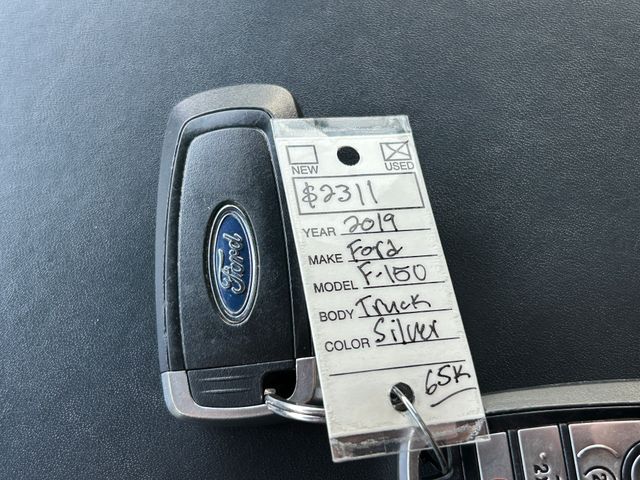 NEW USED
$2311
YEAR 2019
MAKE Ford
MODEL F-150
BODY Truck
COLOR Silver
65K
Ford